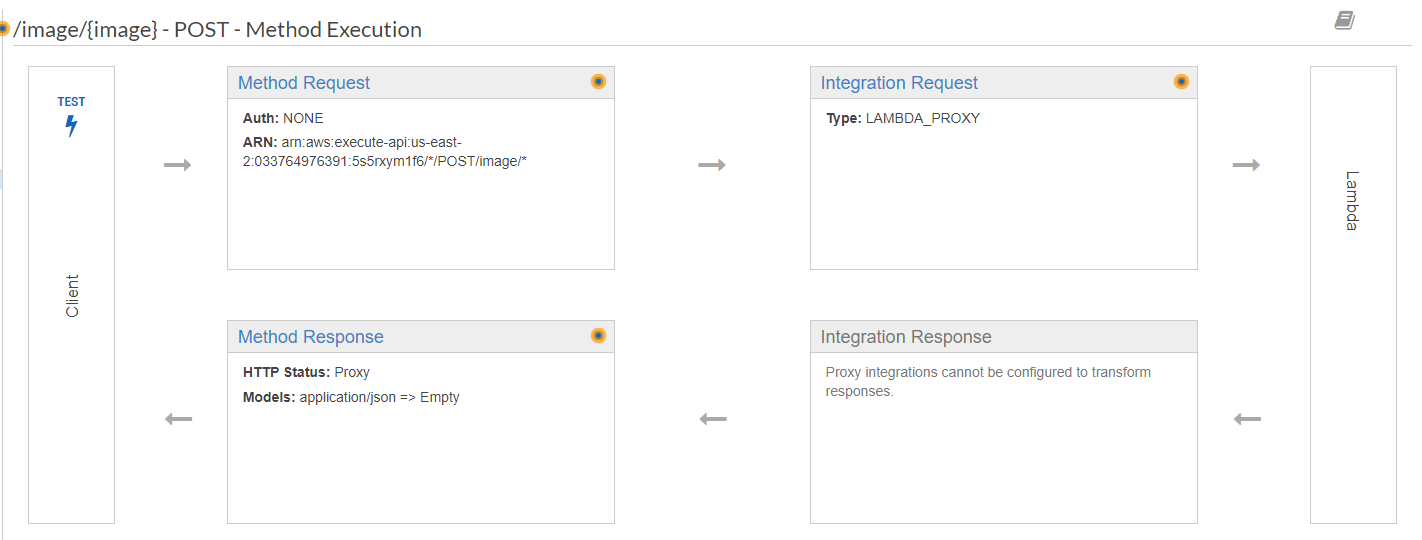 /image/{image} - POST - Method Execution
TEST
Client
Method Request
Auth: NONE
ARN: arn:aws:execute-api:us-east-
2:033764976391:5s5rxym1f6/*/POST/image/*
Integration Request
Type: LAMBDA_PROXY
Lambda
Method Response
HTTP Status: Proxy
Models: application/json => Empty
Integration Response
Proxy integrations cannot be configured to transform
responses.